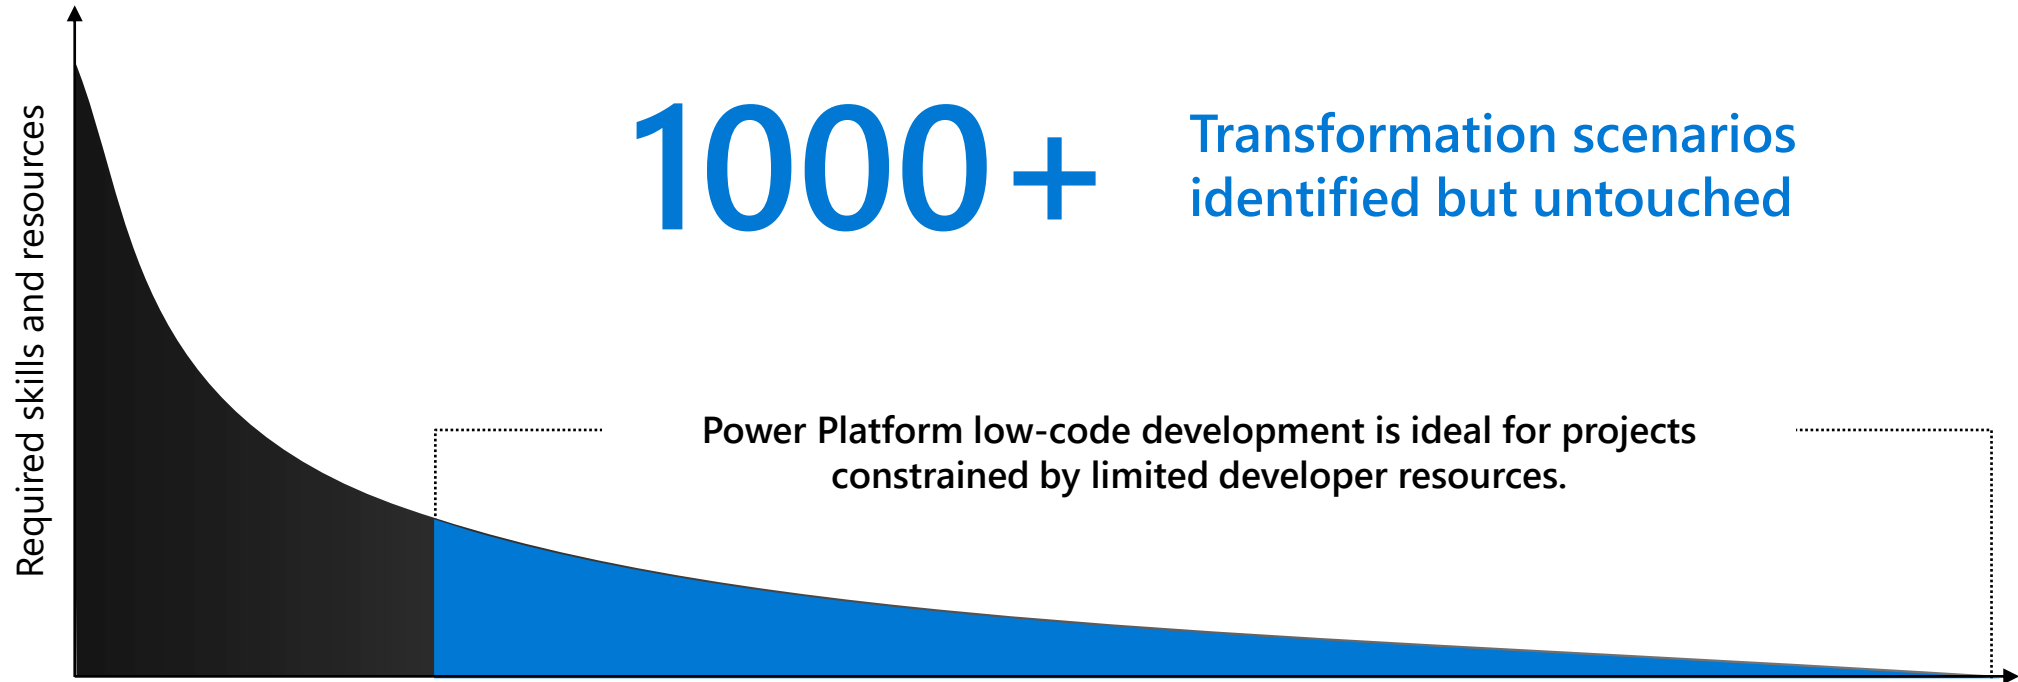 Required skills and resources
1000+
Transformation scenarios
identified but untouched
Power Platform low-code development is ideal for projects
constrained by limited developer resources.